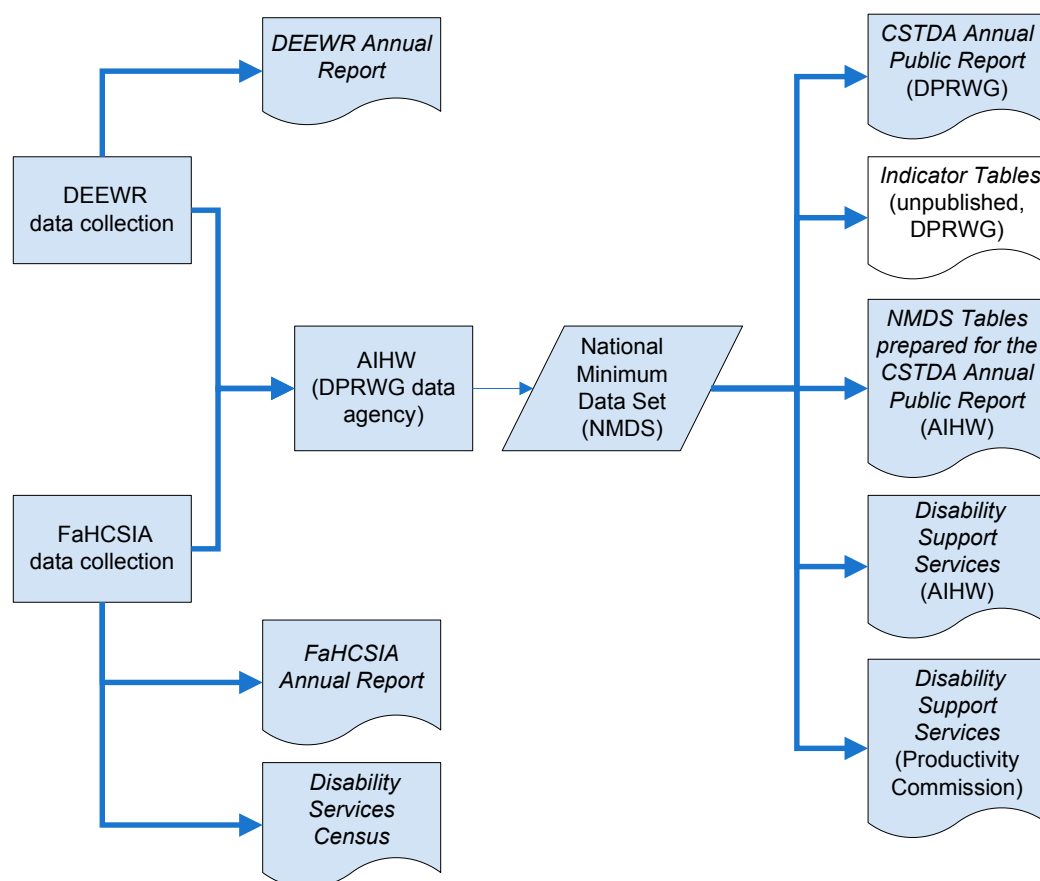 DEEWR Annual
Report
CSTDA Annual
Public Report
(DPRWG)
DEEWR
data collection
Indicator Tables
(unpublished,
DPRWG)
AIHW
(DPRWG data
agency)
National
Minimum
Data Set
(NMDS)
NMDS Tables
prepared for the
CSTDA Annual
Public Report
(AIHW)
FaHCSIA
data collection
Disability
Support
Services
(AIHW)
FaHCSIA
Annual Report
Disability
Support
Services
(Productivity
Commission)
Disability
Services
Census